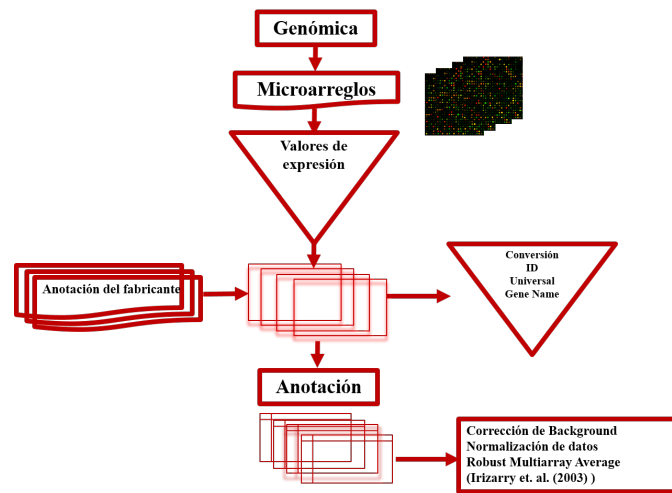 Genómica
Microarreglos
Valores de
expresión
Anotación del fabricante
Conversión
ID
Universal
Gene Name
Anotación
Corrección de Background
Normalización de datos
Robust Multiarray Average
(Irizarry et. al. (2003) )